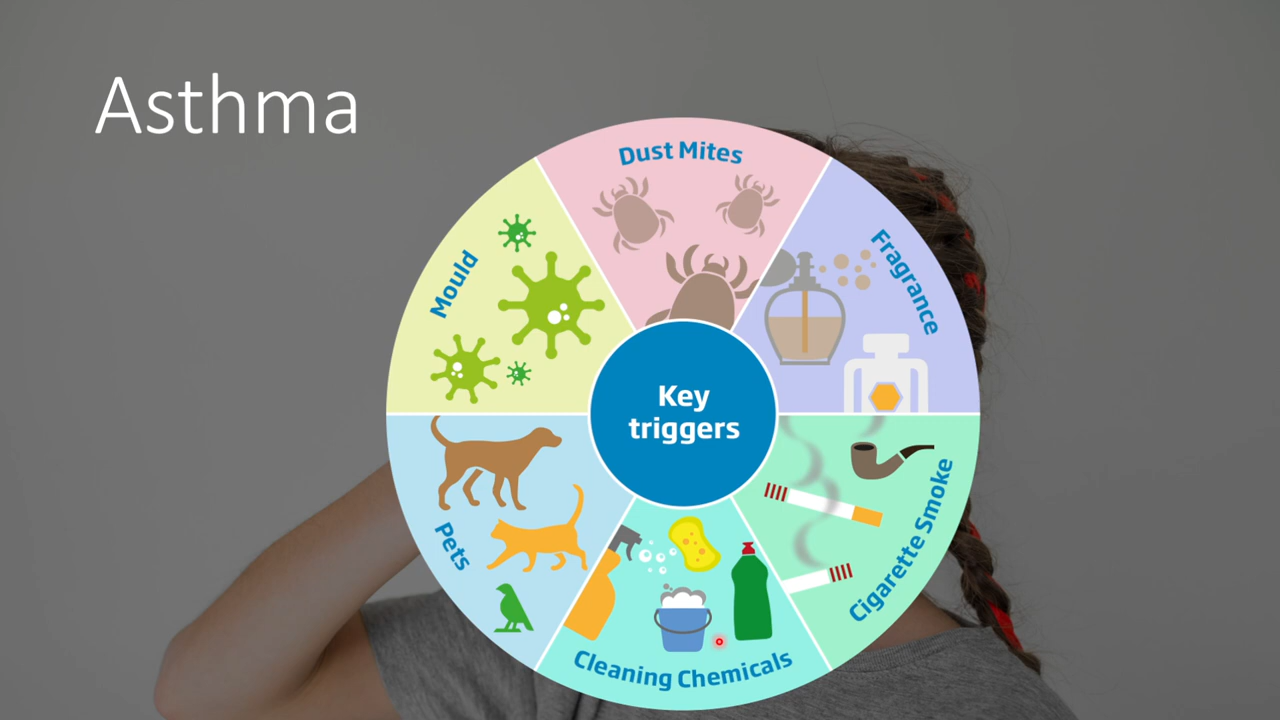 Asthma
Dust Mites
Fragrance
Cigarette Smoke
Cleaning Chemicals
Pets
Mould
Key
triggers